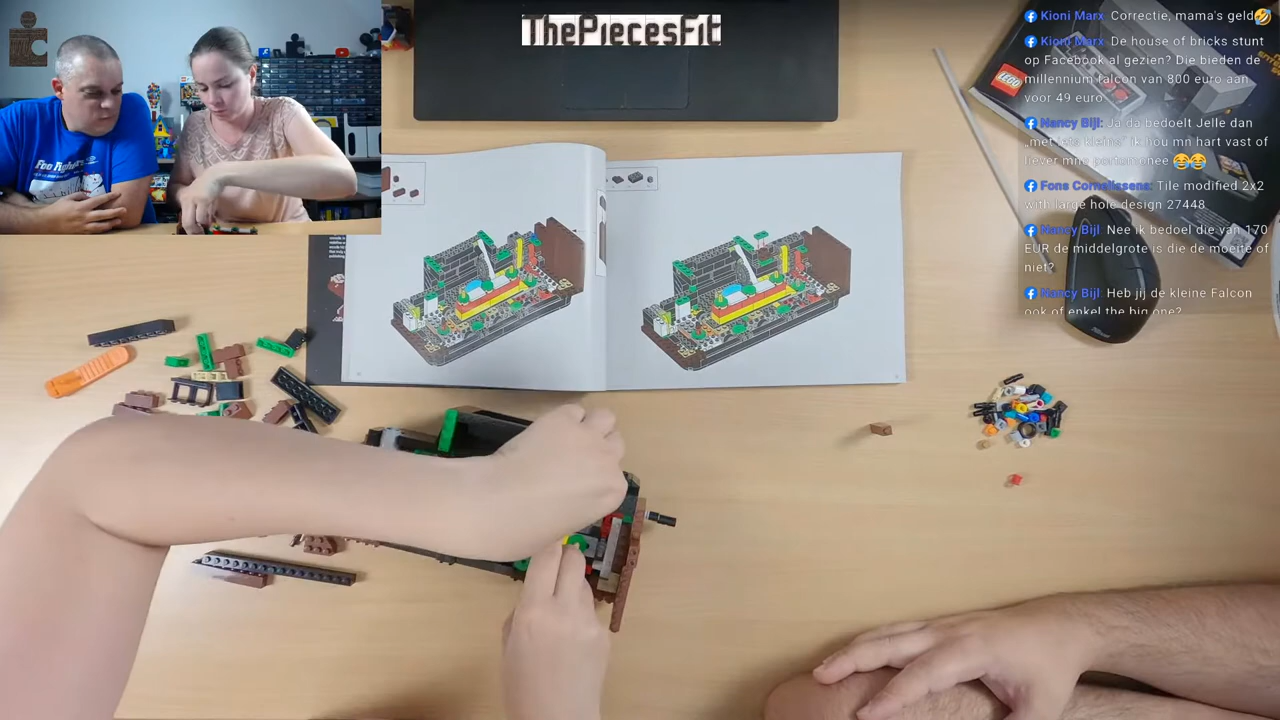 ThePiecesFit
Foo Fighters
LEGO
Kioni Marx Correctie, mama's geld🤣
Kioni Marx De house of bricks stunt
op Facebook al gezien? Die bieden de
millennium falcon van 800 euro aan
voor 49 euro
Nancy Bijl: Ja da bedoelt Jelle dan
„met iets kleins” ik hou mn hart vast of
liever mne portemonee 😂😂
Fons Cornelissens: Tile modified 2x2
with large hole design 27448
Nancy Bijl Nee ik bedoel die van 170
EUR de middelgrote is die de moeite of
niet?
Nancy Bijl Heb jij de kleine Falcon
ook of enkel the big one?